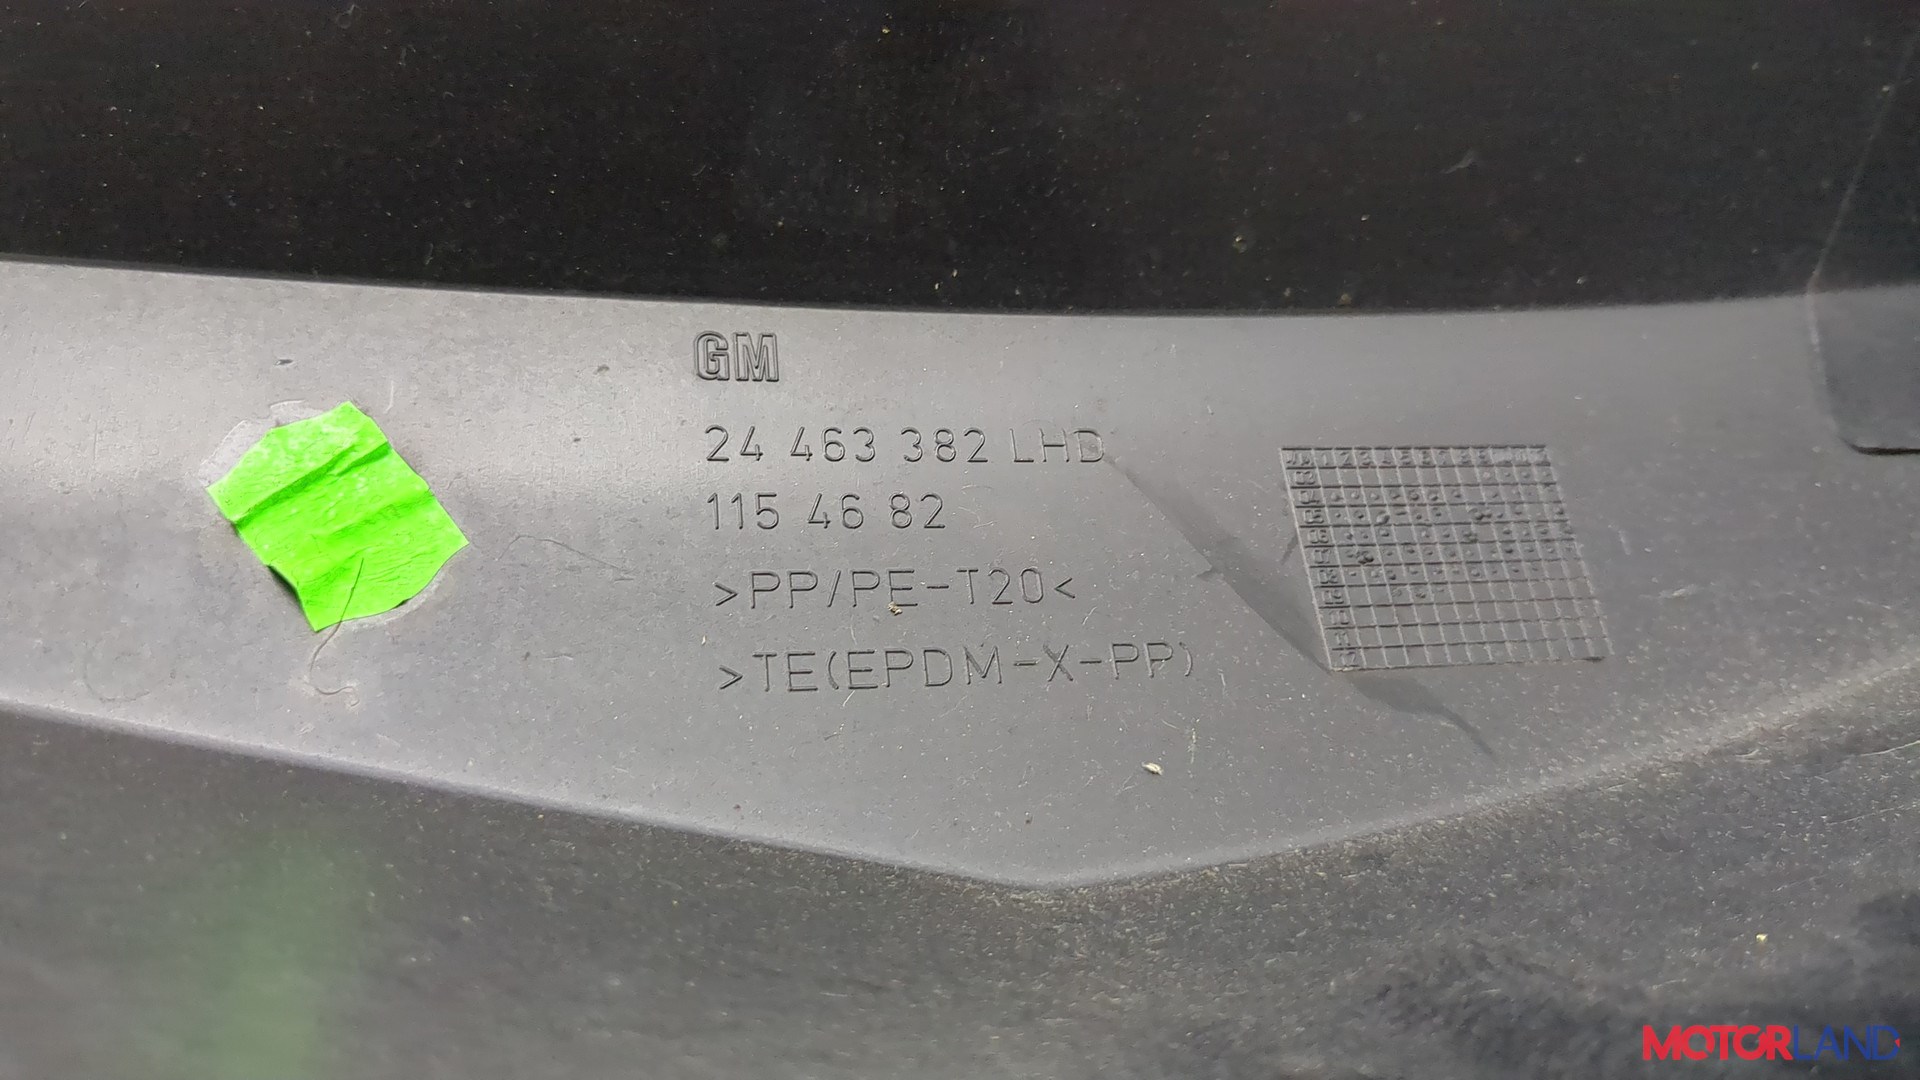 GM
24 463 382 LHD
115 46 82
>PP/PE-T20<
>TE(EPDM-X-PP)
MOTORLAND